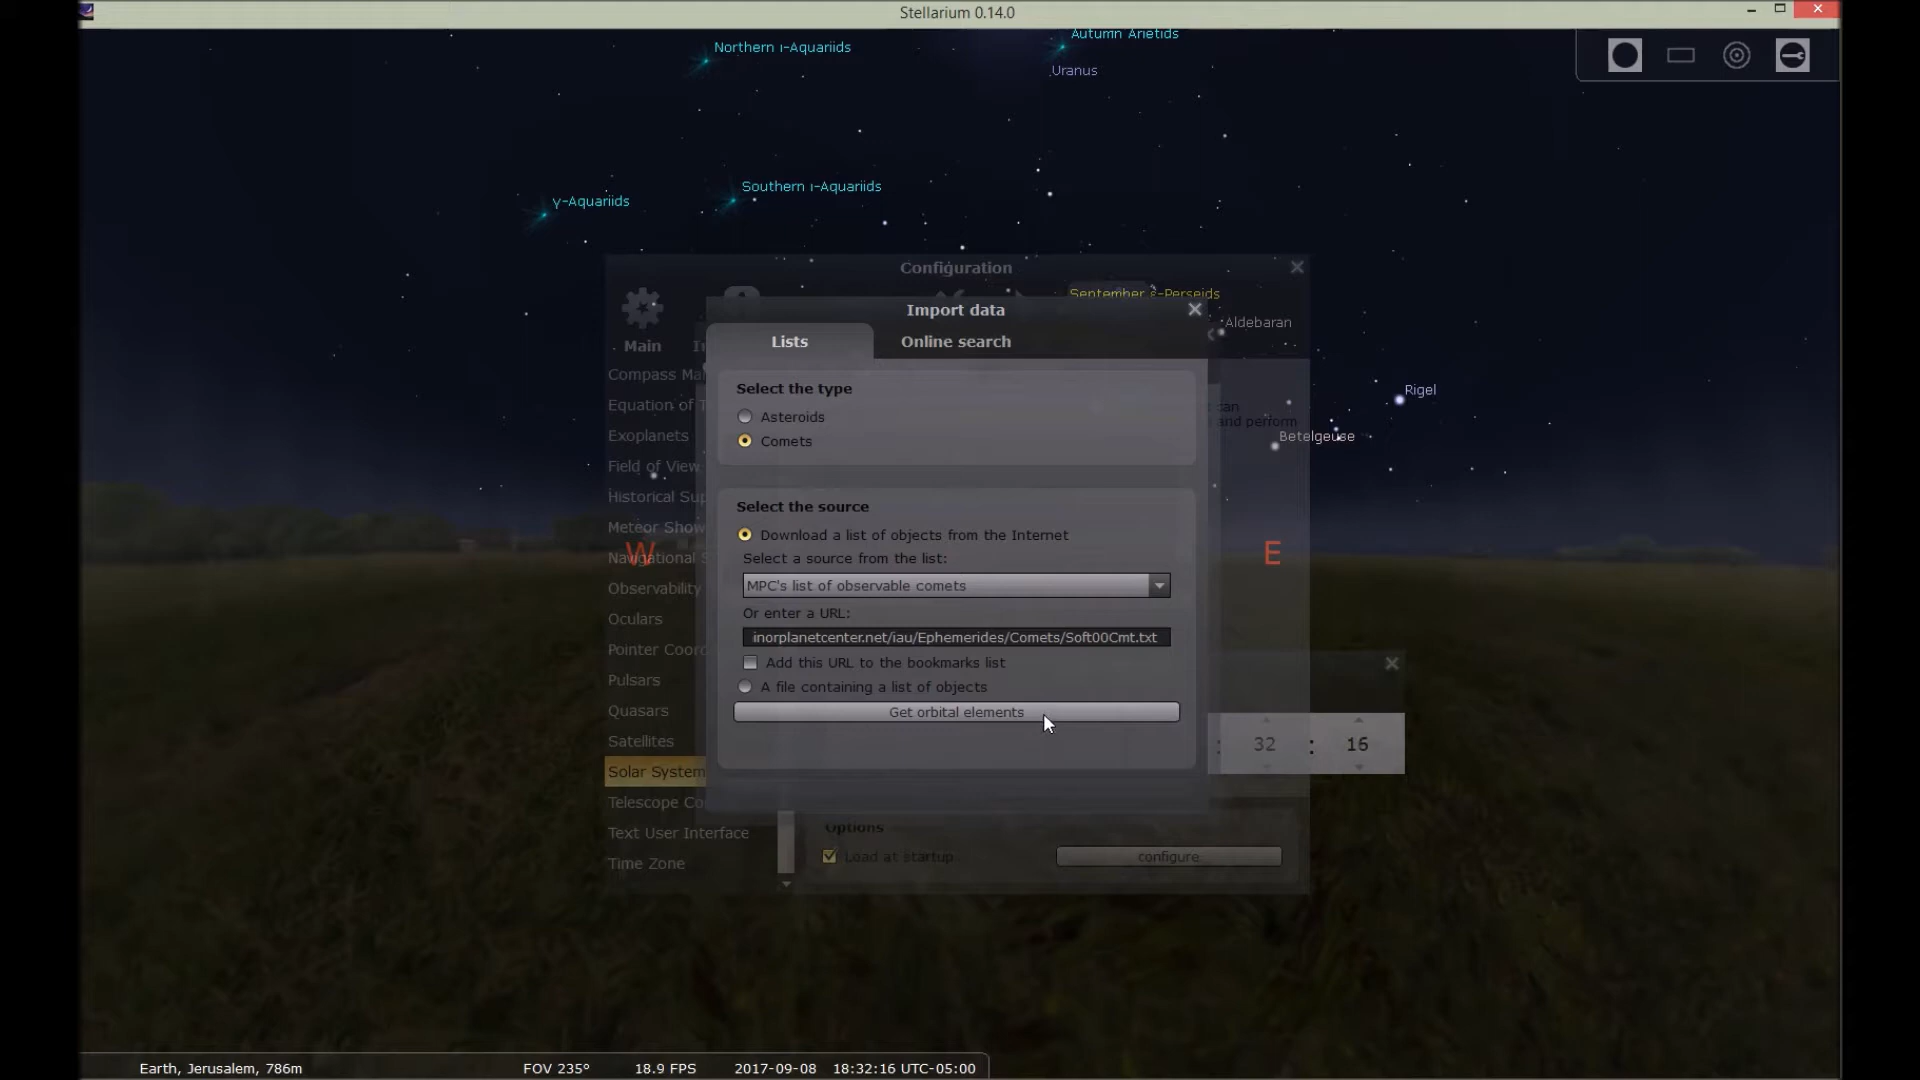 Stellarium 0.14.0
Northern ι-Aquariids
Autumn Arietids
Uranus
Southern ι-Aquariids
γ-Aquariids
Configuration
September ε-Perseids
Import data
Aldebaran
Lists
Online search
Main
Select the type
Asteroids
Comets
Rigel
Betelgeuse
can
and perform
Compass Ma
Equation of T
Exoplanets
Field of View
Historical Sup
Meteor Show
Navigational S
Observability
Oculars
Pointer Coord
Pulsars
Quasars
Satellites
Solar System
Telescope Co
Text User Interface
Time Zone
W
E
Select the source
Download a list of objects from the Internet
Select a source from the list:
MPC's list of observable comets
Or enter a URL:
inorplanetcenter.net/iau/Ephemerides/Comets/Soft00Cmt.txt
Add this URL to the bookmarks list
A file containing a list of objects
Get orbital elements
: 32 : 16
Options
Load at startup
configure
Earth, Jerusalem, 786m FOV 235° 18.9 FPS 2017-09-08 18:32:16 UTC-05:00